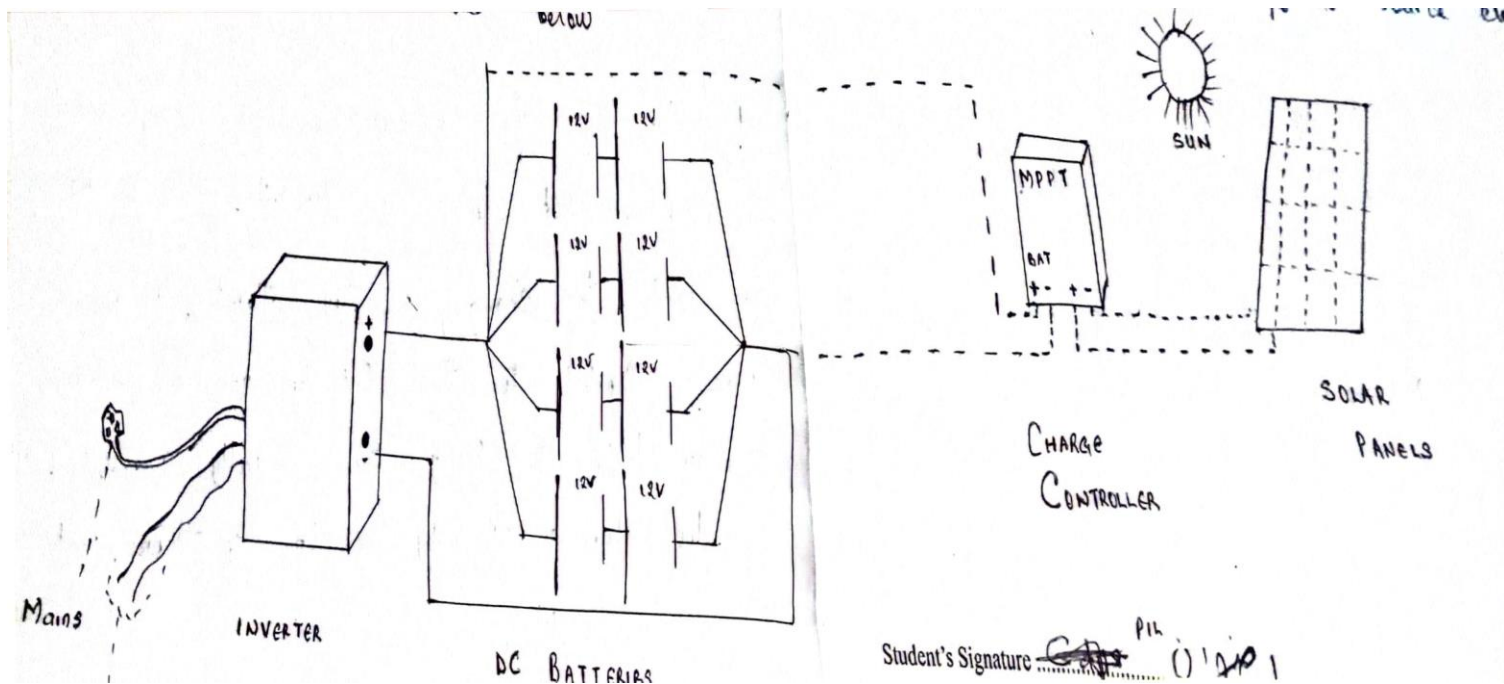 below
12V 12V
SUN
MPPT
12V 12V
BAT
+ - + -
+
12V 12V
SOLAR
PANELS
CHARGE
CONTROLLER
-
12V 12V
Mains
INVERTER
DC BATTERIES
Student's Signature